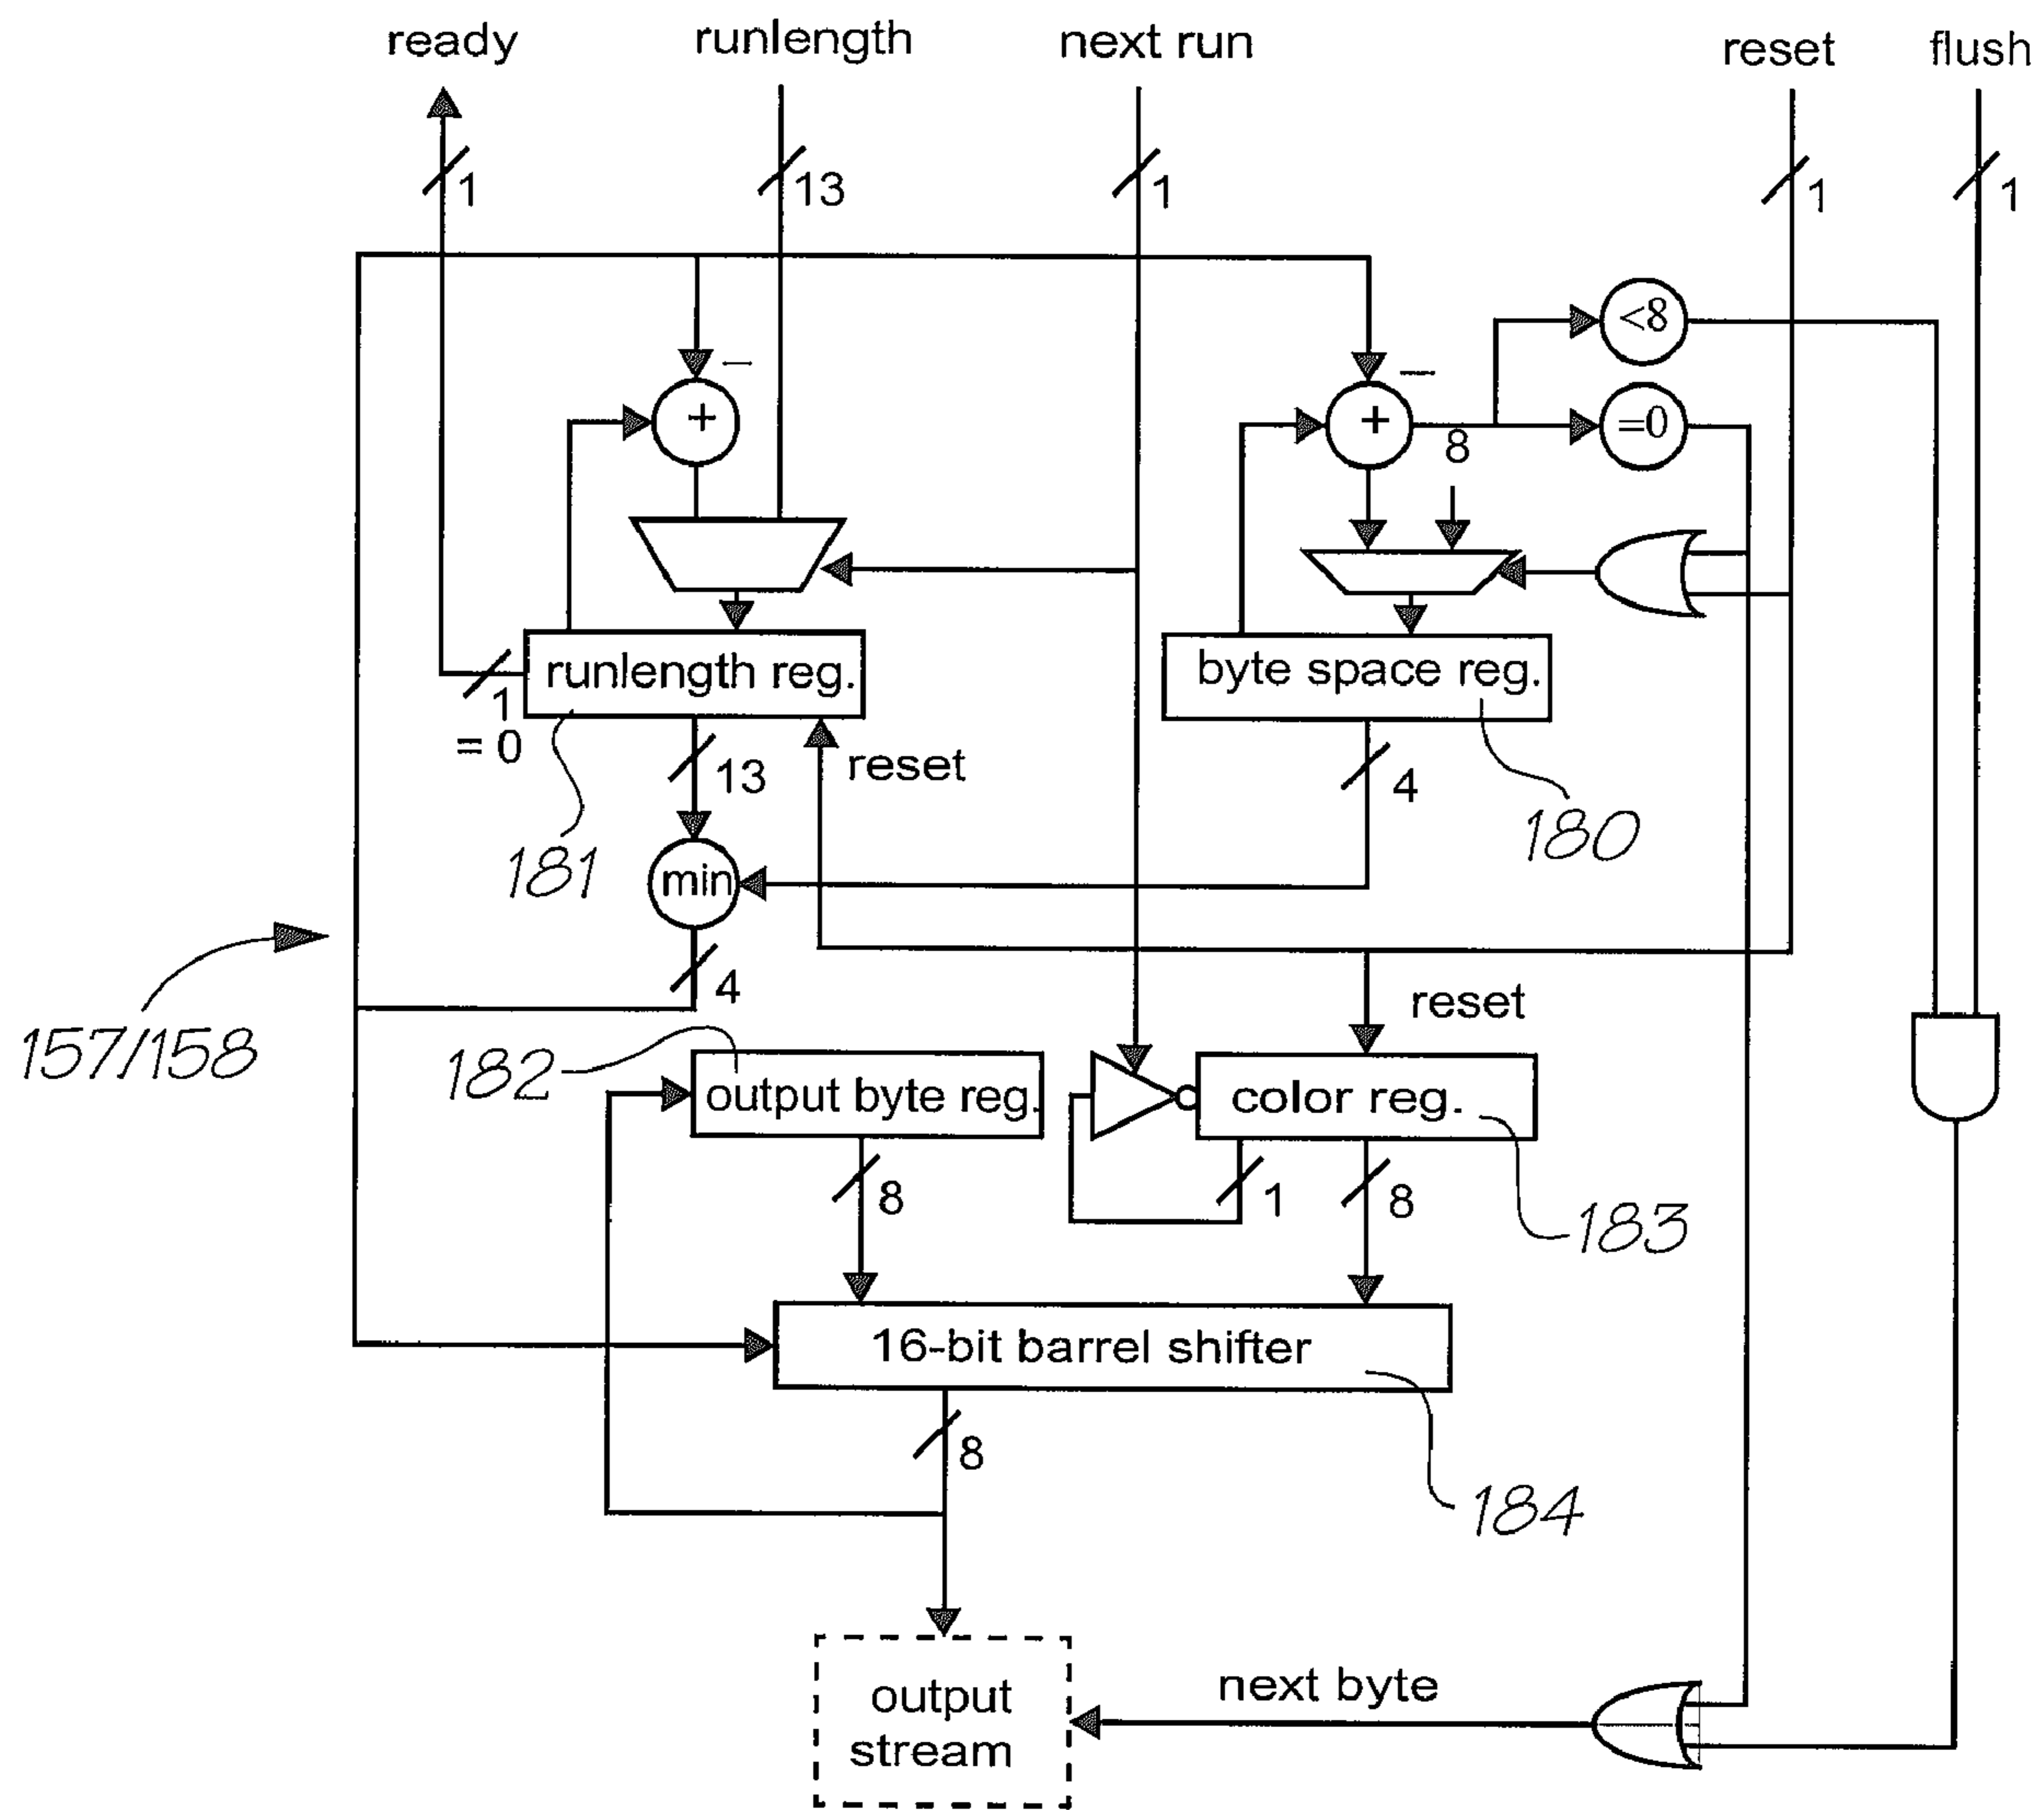 ready
runlength
next run
reset
flush
1
13
1
1
1
<8
−
−
+
+
=0
8
runlength reg.
byte space reg.
1
= 0
13
reset
4
180
181
min
4
reset
157/158
182
output byte reg.
color reg.
8
1
8
183
16-bit barrel shifter
8
184
next byte
output
stream